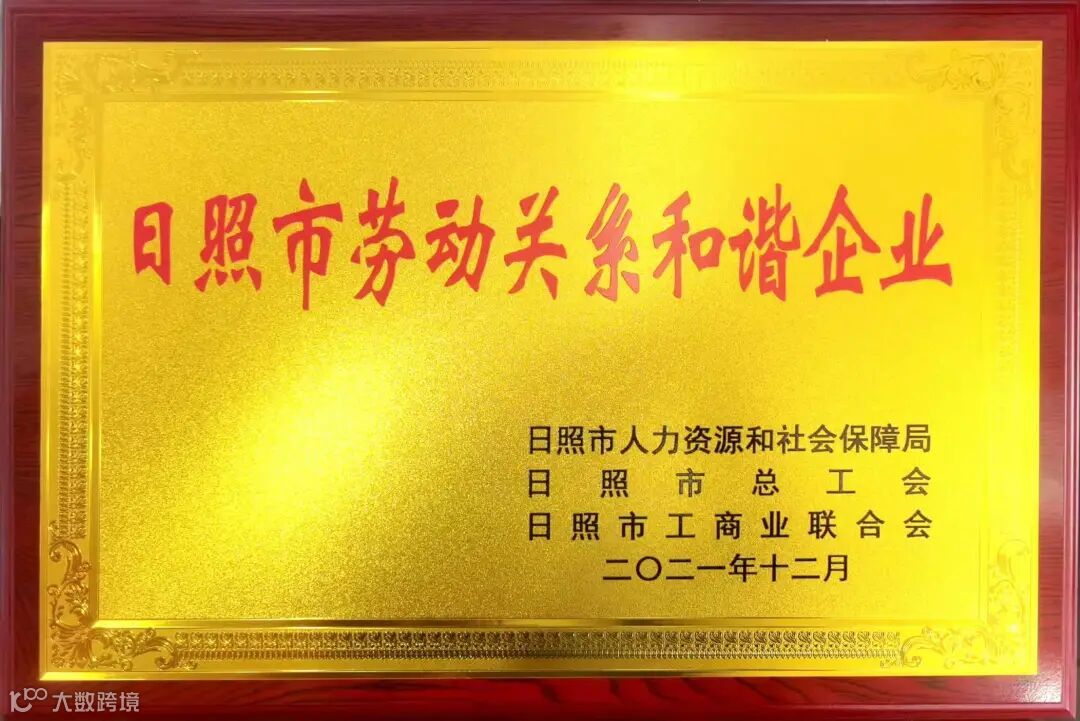 日照市劳动关系和谐企业
日照市人力资源和社会保障局
日照市总工会
日照市工商业联合会
二〇二一年十二月
大数跨境